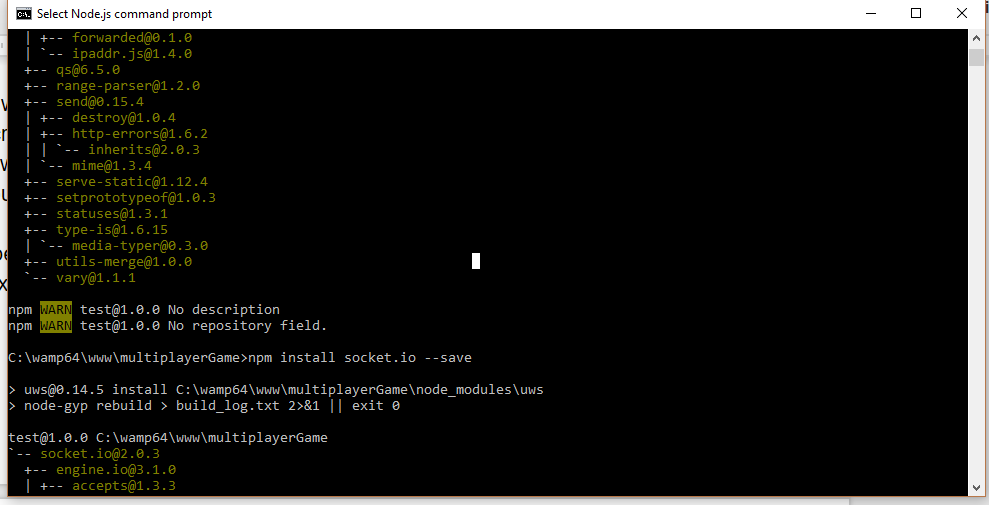 Select Node.js command prompt
| +-- forwarded@0.1.0
| `-- ipaddr.js@1.4.0
+-- qs@6.5.0
+-- range-parser@1.2.0
+-- send@0.15.4
| +-- destroy@1.0.4
| +-- http-errors@1.6.2
| | `-- inherits@2.0.3
| `-- mime@1.3.4
+-- serve-static@1.12.4
+-- setprototypeof@1.0.3
+-- statuses@1.3.1
+-- type-is@1.6.15
| `-- media-typer@0.3.0
+-- utils-merge@1.0.0
`-- vary@1.1.1
npm WARN test@1.0.0 No description
npm WARN test@1.0.0 No repository field.
C:\wamp64\www\multiplayerGame>npm install socket.io --save
> uws@0.14.5 install C:\wamp64\www\multiplayerGame\node_modules\uws
> node-gyp rebuild > build_log.txt 2>&1 || exit 0
test@1.0.0 C:\wamp64\www\multiplayerGame
`-- socket.io@2.0.3
+-- engine.io@3.1.0
| +-- accepts@1.3.3